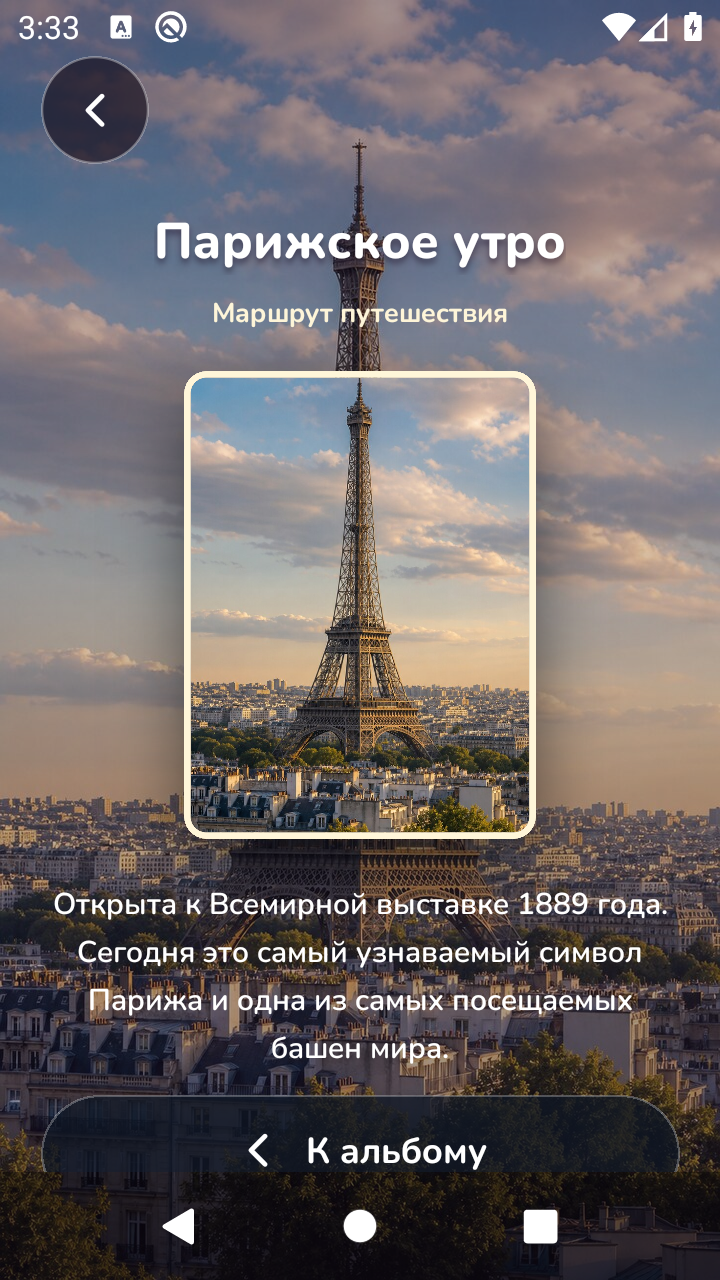 3:33
Парижское утро
Маршрут путешествия
Открыта к Всемирной выставке 1889 года.
Сегодня это самый узнаваемый символ
Парижа и одна из самых посещаемых
башен мира.
К альбому